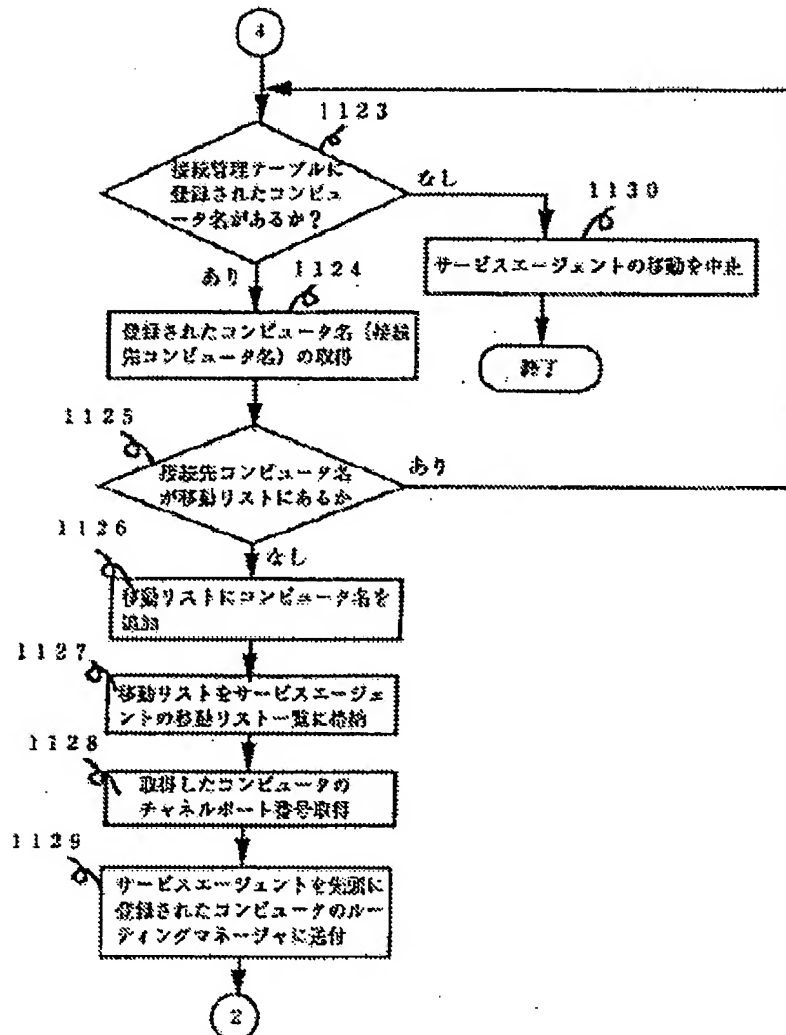 4
1123
接続管理テーブルに
登録されたコンピュ
ータ名があるか?
なし
1130
サービスエージェントの移動を中止
終了
あり
1124
登録されたコンピュータ名(接続
先コンピュータ名)の取得
1125
接続先コンピュータ名
が移動リストにあるか
あり
なし
1126
移動リストにコンピュータ名を
追加
1127
移動リストをサービスエージェ
ントの移動リスト一覧に格納
1128
取得したコンピュータの
チャネルポート番号取得
1129
サービスエージェントを先頭に
登録されたコンピュータのルー
ティングマネージャに送付
2